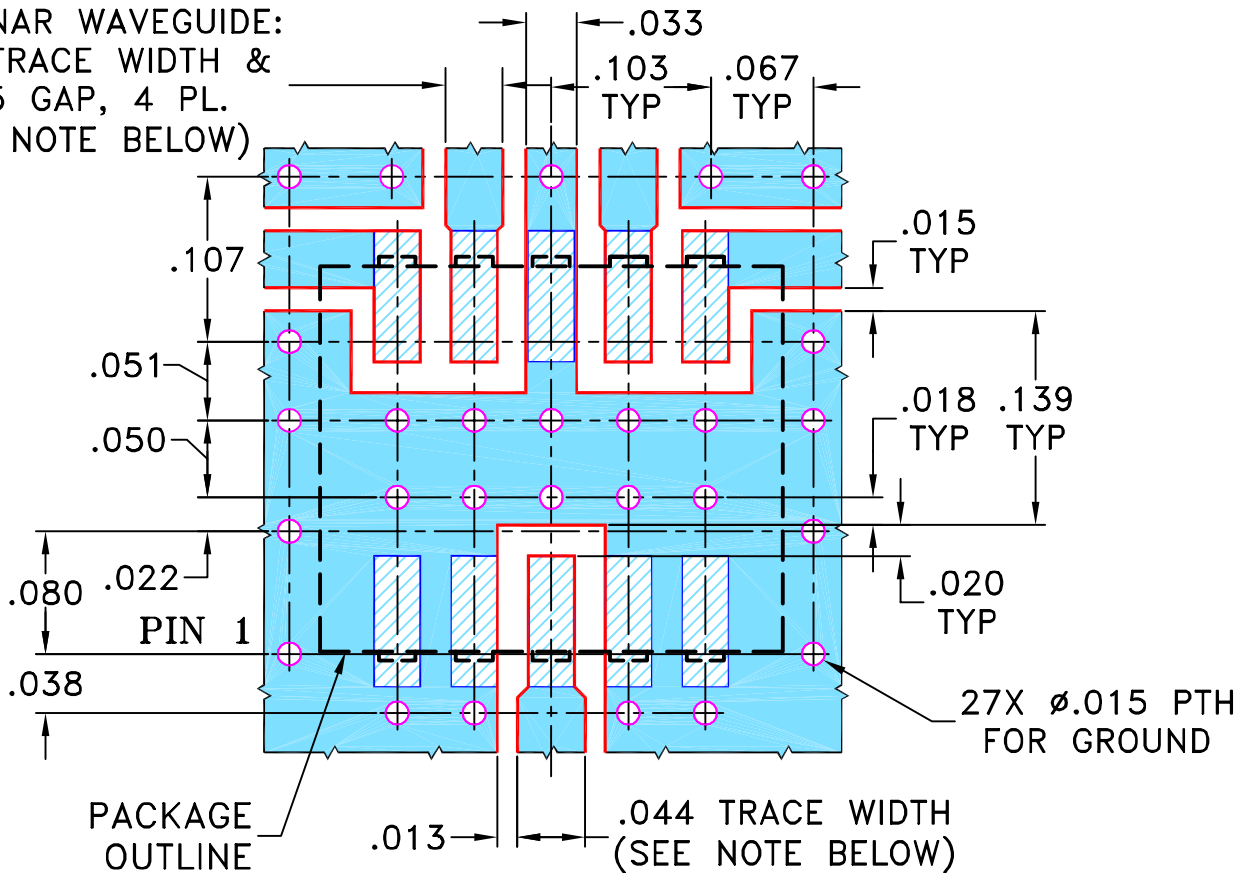 NAR WAVEGUIDE:
TRACE WIDTH &
GAP, 4 PL.
NOTE BELOW)
.033
.103
TYP
.067
TYP
.107
.015
TYP
.051
.050
.018
TYP
.139
TYP
.022
.080
.020
TYP
PIN 1
.038
27X ø.015 PTH
FOR GROUND
PACKAGE
OUTLINE
.013
.044 TRACE WIDTH
(SEE NOTE BELOW)